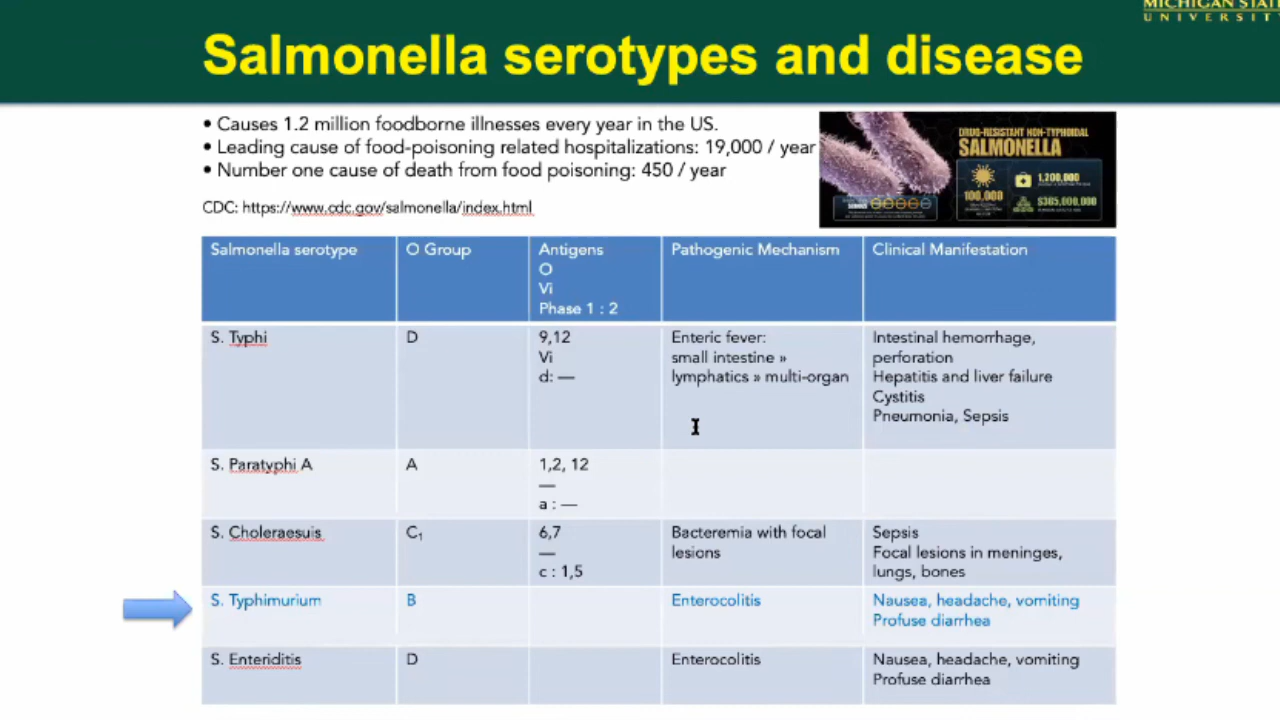 MICHIGAN STATE
UNIVERSITY
Salmonella serotypes and disease
• Causes 1.2 million foodborne illnesses every year in the US.
• Leading cause of food-poisoning related hospitalizations: 19,000 / year
• Number one cause of death from food poisoning: 450 / year
CDC: https://www.cdc.gov/salmonella/index.html
DRUG-RESISTANT NON-TYPHOIDAL
SALMONELLA
100,000
1,200,000
$365,000,000
Salmonella serotype
O Group
Antigens
O
Vi
Phase 1 : 2
Pathogenic Mechanism
Clinical Manifestation
S. Typhi
D
9,12
Vi
d: —
Enteric fever:
small intestine »
lymphatics » multi-organ
Intestinal hemorrhage,
perforation
Hepatitis and liver failure
Cystitis
Pneumonia, Sepsis
S. Paratyphi A
A
1,2, 12
—
a : —
S. Choleraesuis
C₁
6,7
—
c : 1,5
Bacteremia with focal
lesions
Sepsis
Focal lesions in meninges,
lungs, bones
S. Typhimurium
B
Enterocolitis
Nausea, headache, vomiting
Profuse diarrhea
S. Enteriditis
D
Enterocolitis
Nausea, headache, vomiting
Profuse diarrhea